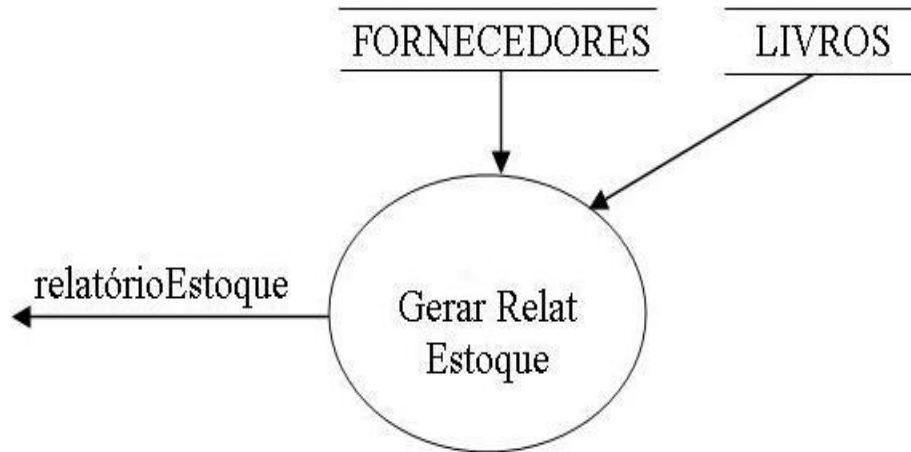 FORNECEDORES
LIVROS
relatórioEstoque
Gerar Relat
Estoque